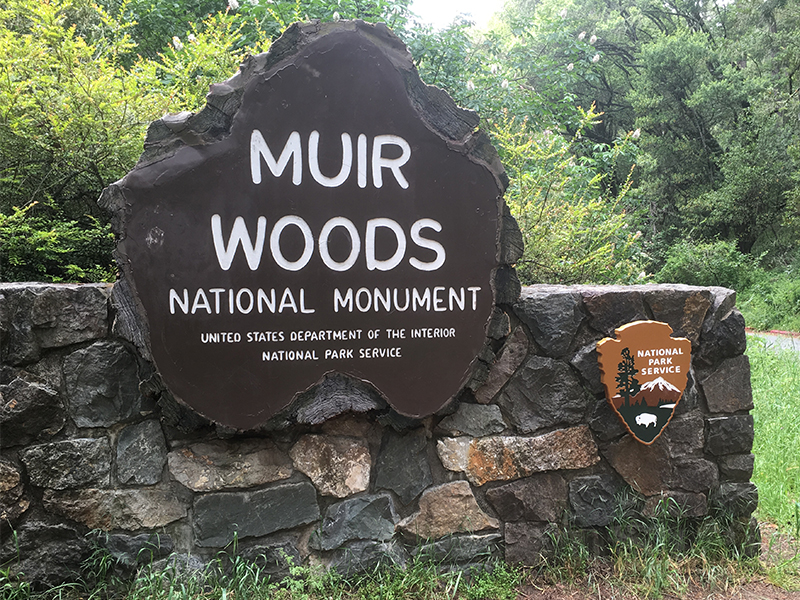 MUIR
WOODS
NATIONAL MONUMENT
UNITED STATES DEPARTMENT OF THE INTERIOR
NATIONAL PARK SERVICE
NATIONAL
PARK
SERVICE